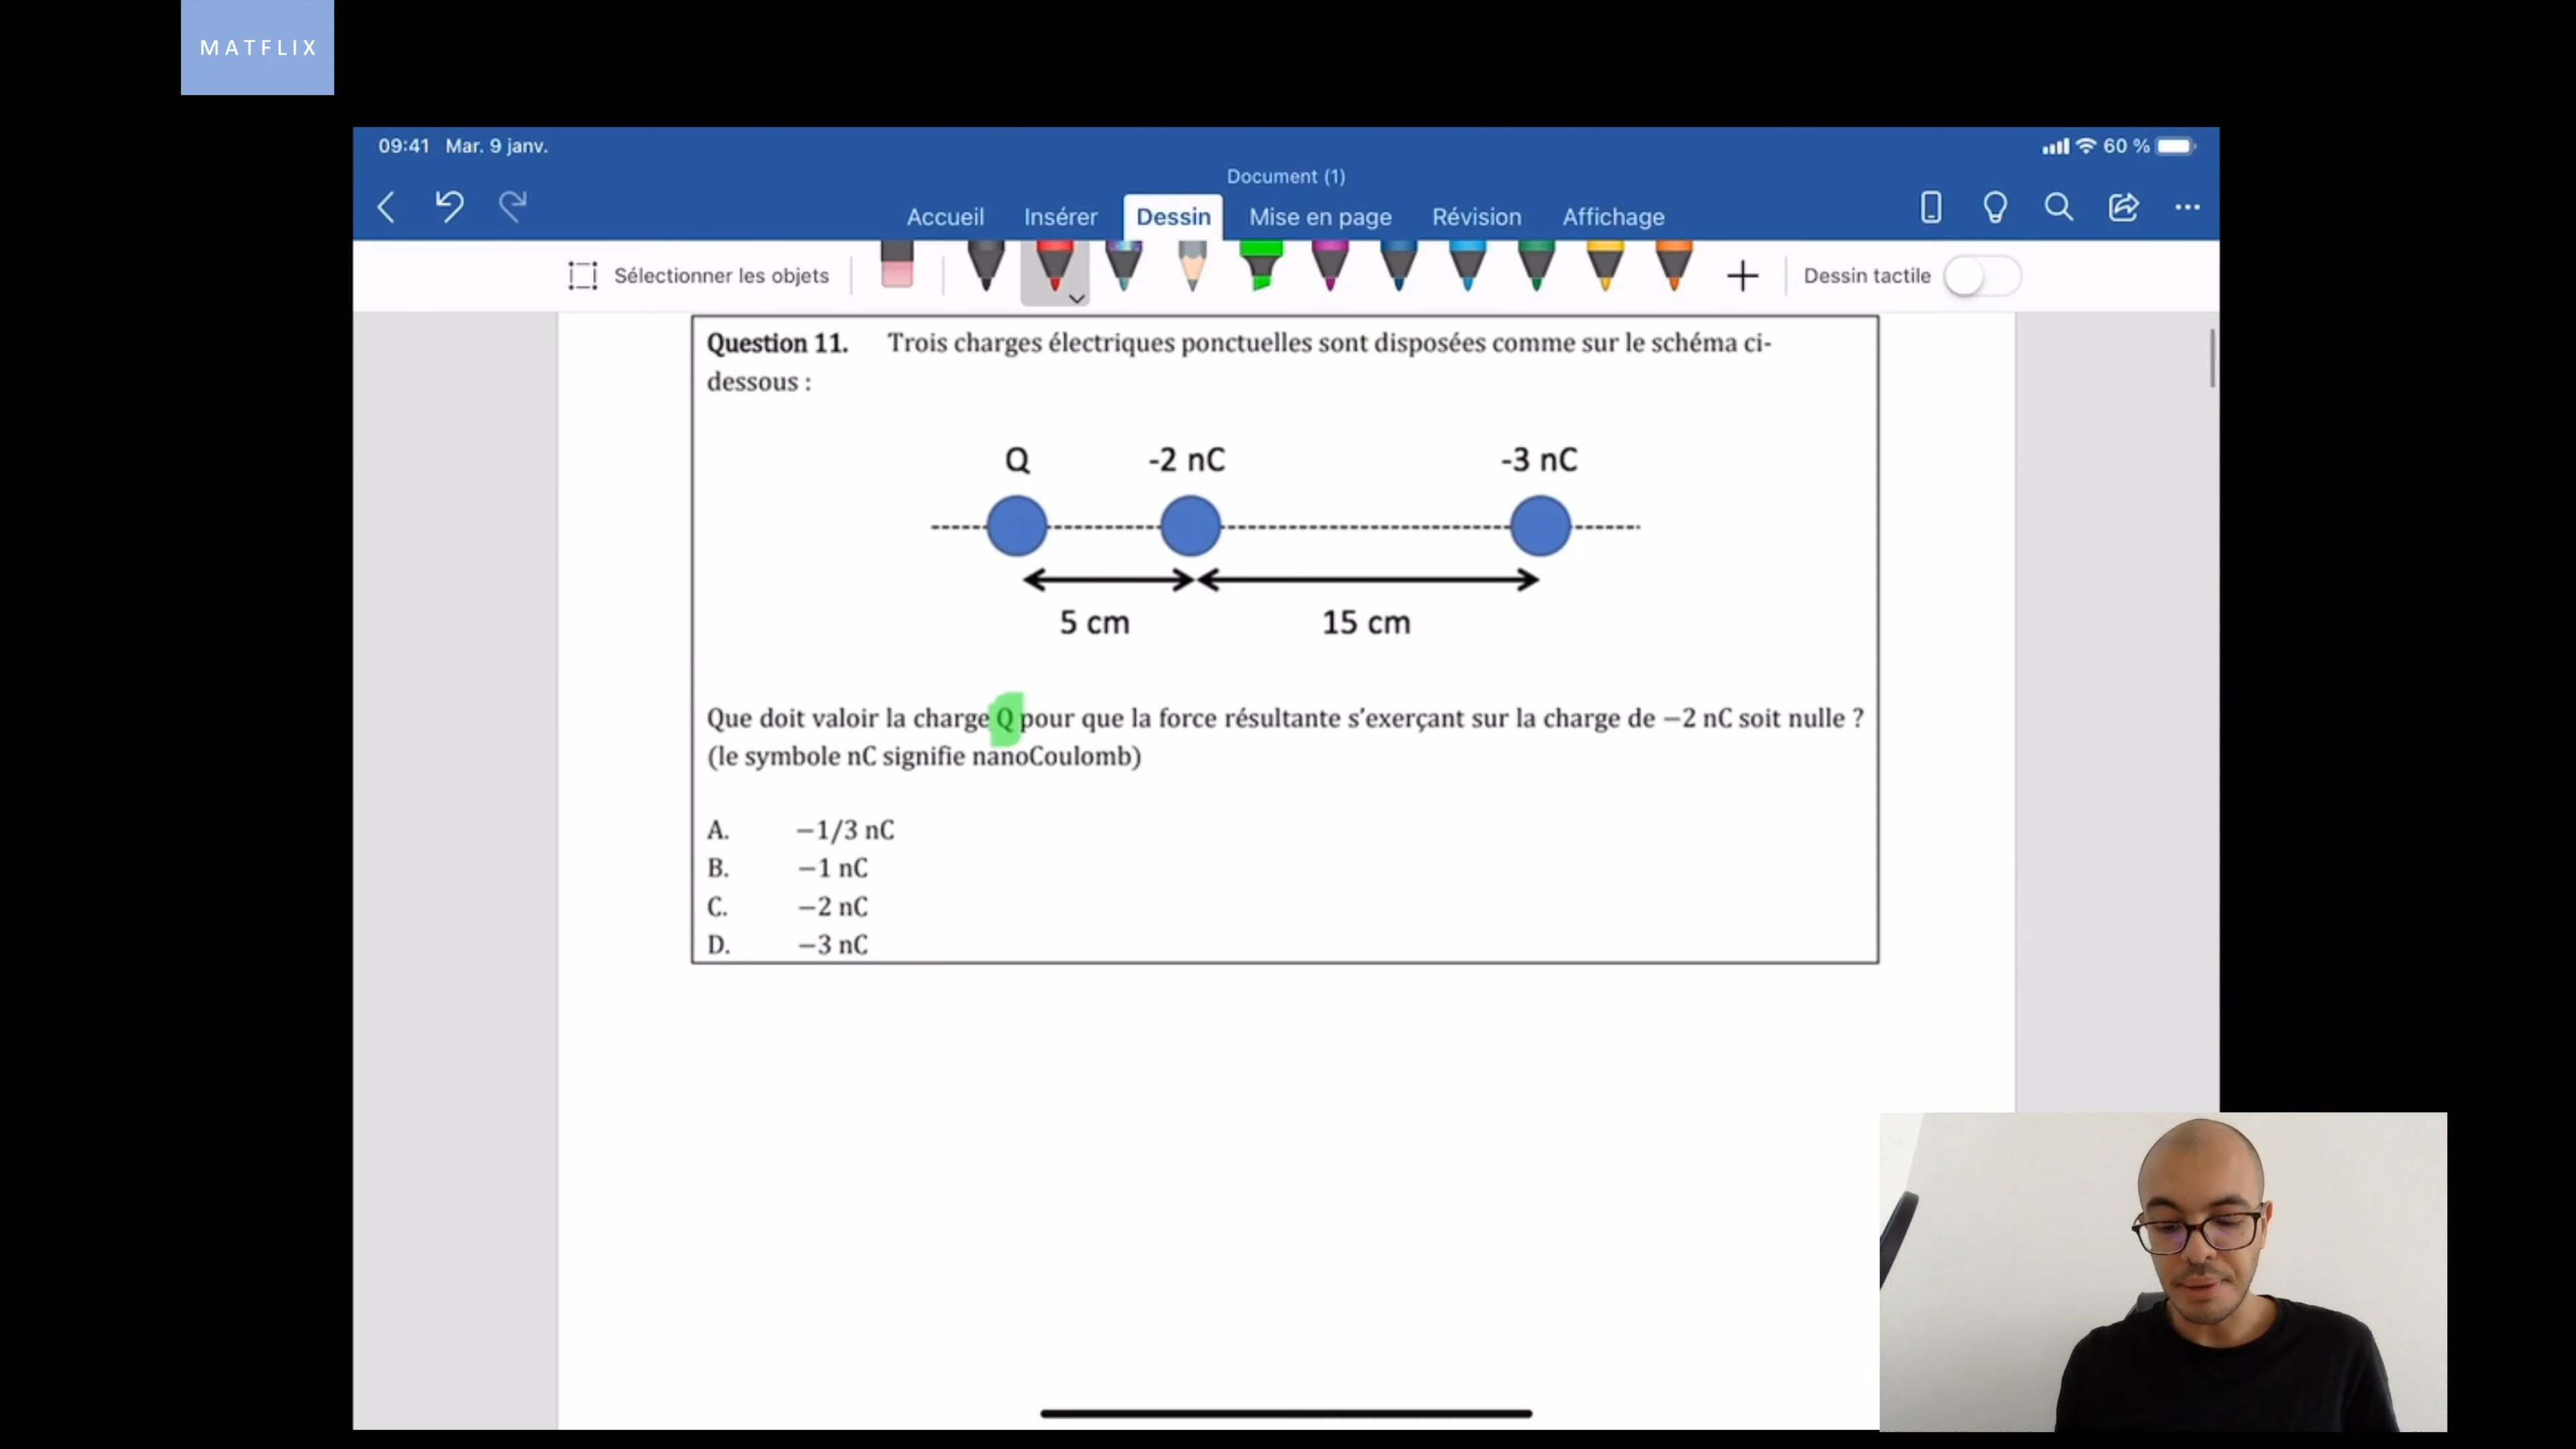 MATFLIX
09:41 Mar. 9 janv.
60 %
Document (1)
Accueil Insérer Dessin Mise en page Révision Affichage
Sélectionner les objets
Dessin tactile
Question 11. Trois charges électriques ponctuelles sont disposées comme sur le schéma ci-
dessous :
Q -2 nC -3 nC
5 cm 15 cm
Que doit valoir la charge Q pour que la force résultante s'exerçant sur la charge de −2 nC soit nulle ?
(le symbole nC signifie nanoCoulomb)
A. −1/3 nC
B. −1 nC
C. −2 nC
D. −3 nC